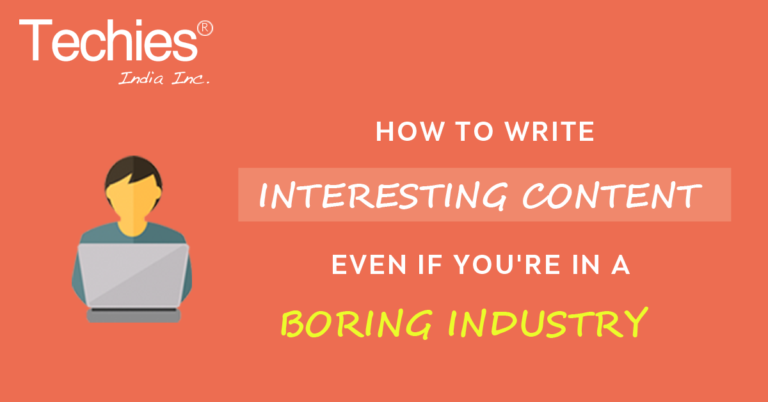 Techies®
India Inc.
HOW TO WRITE
INTERESTING CONTENT
EVEN IF YOU'RE IN A
BORING INDUSTRY